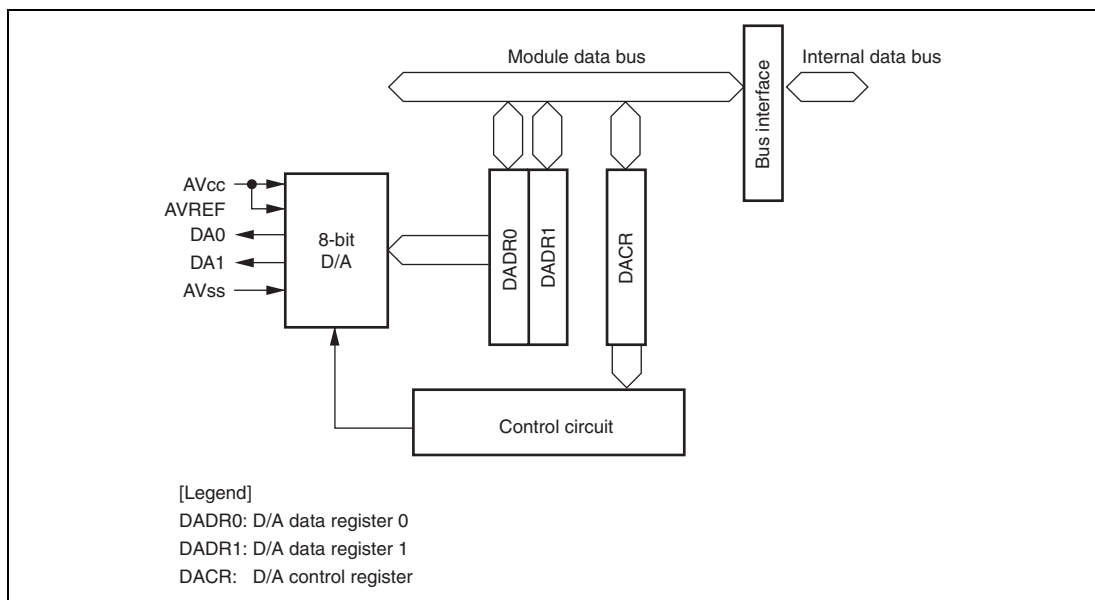 Module data bus
Internal data bus
Bus interface
AVcc
AVREF
DA0
DA1
AVss
8-bit
D/A
DADR0
DADR1
DACR
Control circuit
[Legend]
DADR0: D/A data register 0
DADR1: D/A data register 1
DACR: D/A control register